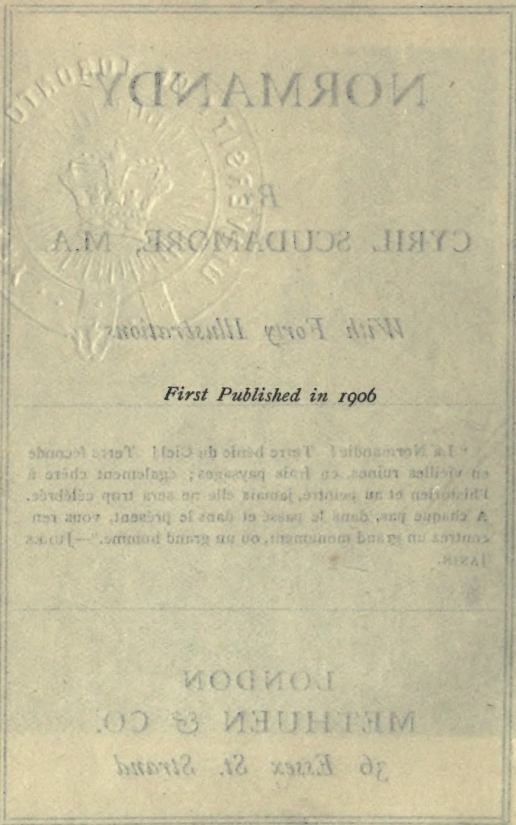 NORMANDY
CYRIL SCUDAMORE, M.A.
With Forty Illustrations
First Published in 1906
"La Normandie! Terre bénie du Ciel! Terre féconde
en vieilles ruines, en frais paysages; également chère à
l'historien et au peintre, jamais elle ne sera trop célébrée.
A chaque pas, dans le passé et dans le présent, vous ren-
contrez un grand monument, ou un grand homme."—JULES
JANIN.
LONDON
METHUEN & CO.
36 Essex St. Strand